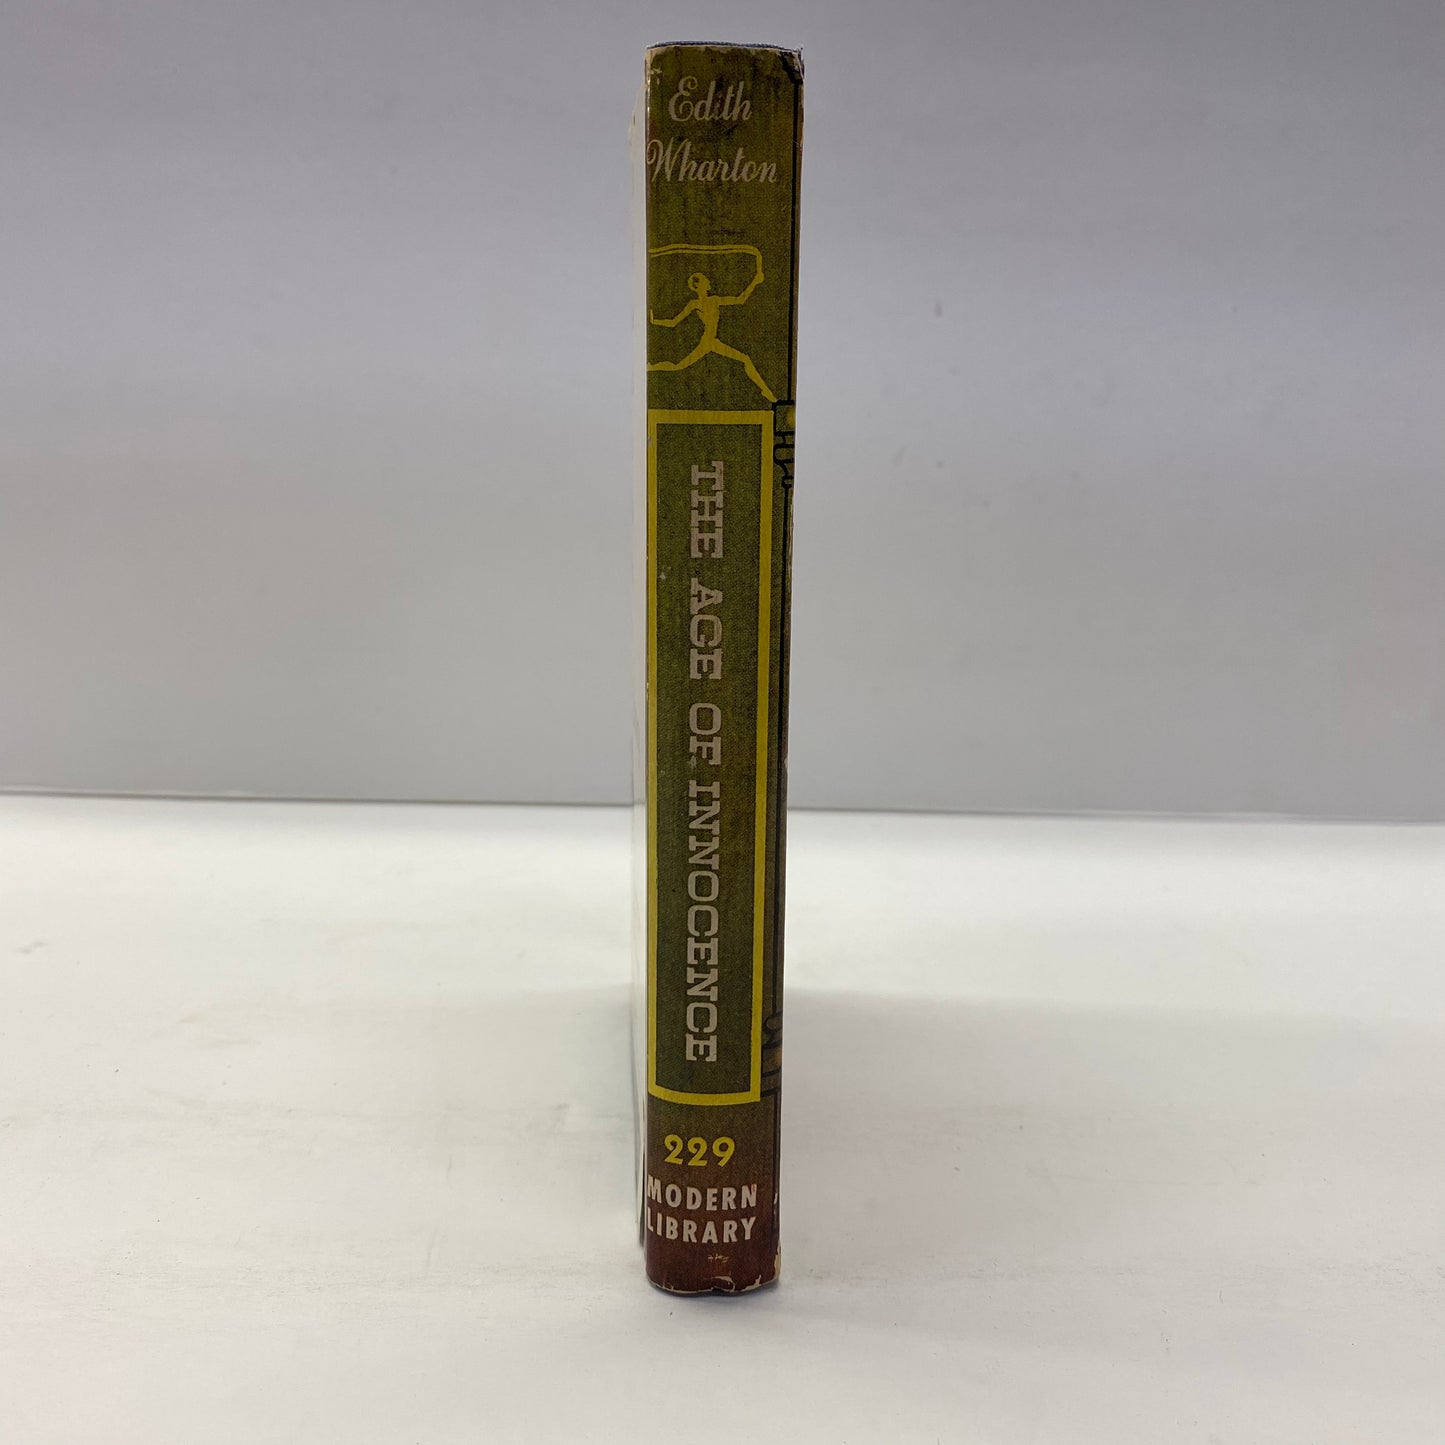 Edith
Wharton
THE AGE OF INNOCENCE
229
MODERN
LIBRARY